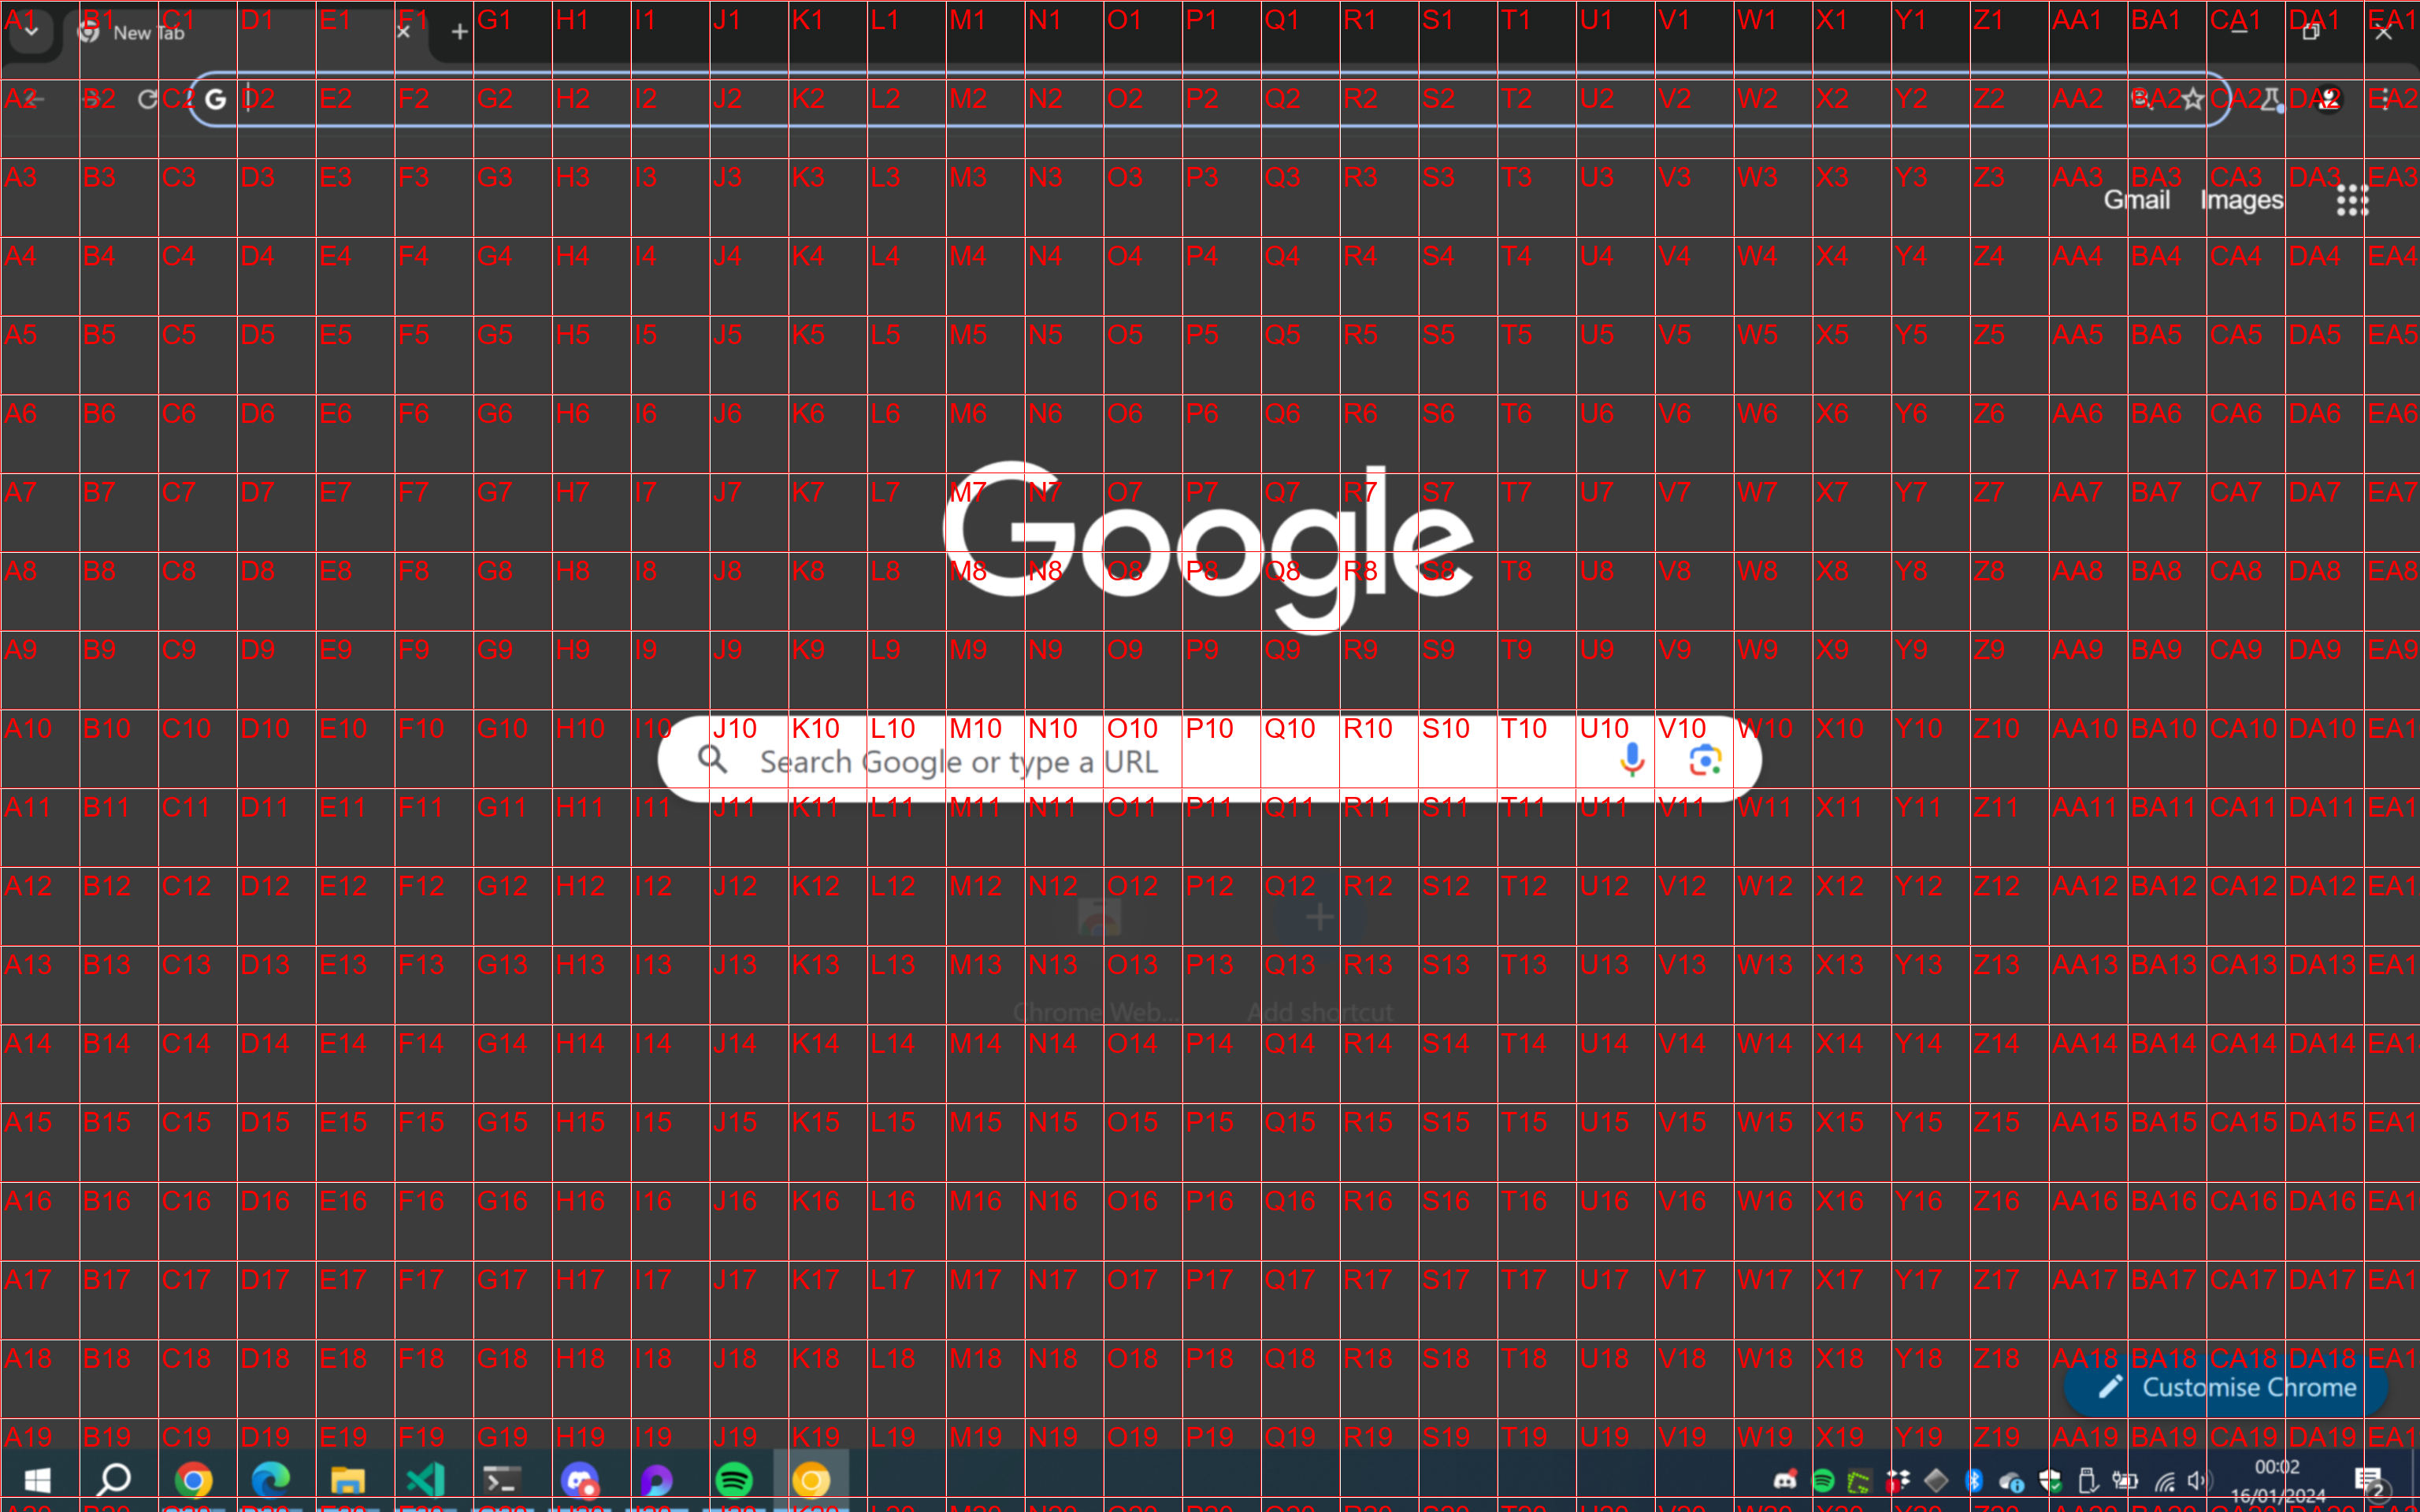 A1 B1 C1 D1 E1 F1 G1 H1 I1 J1 K1 L1 M1 N1 O1 P1 Q1 R1 S1 T1 U1 V1 W1 X1 Y1 Z1 AA1 BA1 CA1 DA1 EA1
New Tab
A2 B2 C2 D2 E2 F2 G2 H2 I2 J2 K2 L2 M2 N2 O2 P2 Q2 R2 S2 T2 U2 V2 W2 X2 Y2 Z2 AA2 BA2 CA2 DA2 EA2
A3 B3 C3 D3 E3 F3 G3 H3 I3 J3 K3 L3 M3 N3 O3 P3 Q3 R3 S3 T3 U3 V3 W3 X3 Y3 Z3 AA3 BA3 CA3 DA3 EA3
Gmail Images
A4 B4 C4 D4 E4 F4 G4 H4 I4 J4 K4 L4 M4 N4 O4 P4 Q4 R4 S4 T4 U4 V4 W4 X4 Y4 Z4 AA4 BA4 CA4 DA4 EA4
A5 B5 C5 D5 E5 F5 G5 H5 I5 J5 K5 L5 M5 N5 O5 P5 Q5 R5 S5 T5 U5 V5 W5 X5 Y5 Z5 AA5 BA5 CA5 DA5 EA5
A6 B6 C6 D6 E6 F6 G6 H6 I6 J6 K6 L6 M6 N6 O6 P6 Q6 R6 S6 T6 U6 V6 W6 X6 Y6 Z6 AA6 BA6 CA6 DA6 EA6
A7 B7 C7 D7 E7 F7 G7 H7 I7 J7 K7 L7 M7 N7 O7 P7 Q7 R7 S7 T7 U7 V7 W7 X7 Y7 Z7 AA7 BA7 CA7 DA7 EA7
Google
A8 B8 C8 D8 E8 F8 G8 H8 I8 J8 K8 L8 M8 N8 O8 P8 Q8 R8 S8 T8 U8 V8 W8 X8 Y8 Z8 AA8 BA8 CA8 DA8 EA8
A9 B9 C9 D9 E9 F9 G9 H9 I9 J9 K9 L9 M9 N9 O9 P9 Q9 R9 S9 T9 U9 V9 W9 X9 Y9 Z9 AA9 BA9 CA9 DA9 EA9
A10 B10 C10 D10 E10 F10 G10 H10 I10 J10 K10 L10 M10 N10 O10 P10 Q10 R10 S10 T10 U10 V10 W10 X10 Y10 Z10 AA10 BA10 CA10 DA10 EA1
Search Google or type a URL
A11 B11 C11 D11 E11 F11 G11 H11 I11 J11 K11 L11 M11 N11 O11 P11 Q11 R11 S11 T11 U11 V11 W11 X11 Y11 Z11 AA11 BA11 CA11 DA11 EA1
A12 B12 C12 D12 E12 F12 G12 H12 I12 J12 K12 L12 M12 N12 O12 P12 Q12 R12 S12 T12 U12 V12 W12 X12 Y12 Z12 AA12 BA12 CA12 DA12 EA1
A13 B13 C13 D13 E13 F13 G13 H13 I13 J13 K13 L13 M13 N13 O13 P13 Q13 R13 S13 T13 U13 V13 W13 X13 Y13 Z13 AA13 BA13 CA13 DA13 EA1
Chrome Web... Add shortcut
A14 B14 C14 D14 E14 F14 G14 H14 I14 J14 K14 L14 M14 N14 O14 P14 Q14 R14 S14 T14 U14 V14 W14 X14 Y14 Z14 AA14 BA14 CA14 DA14 EA1
A15 B15 C15 D15 E15 F15 G15 H15 I15 J15 K15 L15 M15 N15 O15 P15 Q15 R15 S15 T15 U15 V15 W15 X15 Y15 Z15 AA15 BA15 CA15 DA15 EA1
A16 B16 C16 D16 E16 F16 G16 H16 I16 J16 K16 L16 M16 N16 O16 P16 Q16 R16 S16 T16 U16 V16 W16 X16 Y16 Z16 AA16 BA16 CA16 DA16 EA1
A17 B17 C17 D17 E17 F17 G17 H17 I17 J17 K17 L17 M17 N17 O17 P17 Q17 R17 S17 T17 U17 V17 W17 X17 Y17 Z17 AA17 BA17 CA17 DA17 EA1
A18 B18 C18 D18 E18 F18 G18 H18 I18 J18 K18 L18 M18 N18 O18 P18 Q18 R18 S18 T18 U18 V18 W18 X18 Y18 Z18 AA18 BA18 CA18 DA18 EA1
Customise Chrome
A19 B19 C19 D19 E19 F19 G19 H19 I19 J19 K19 L19 M19 N19 O19 P19 Q19 R19 S19 T19 U19 V19 W19 X19 Y19 Z19 AA19 BA19 CA19 DA19 EA1
00:02
16/01/2024
2